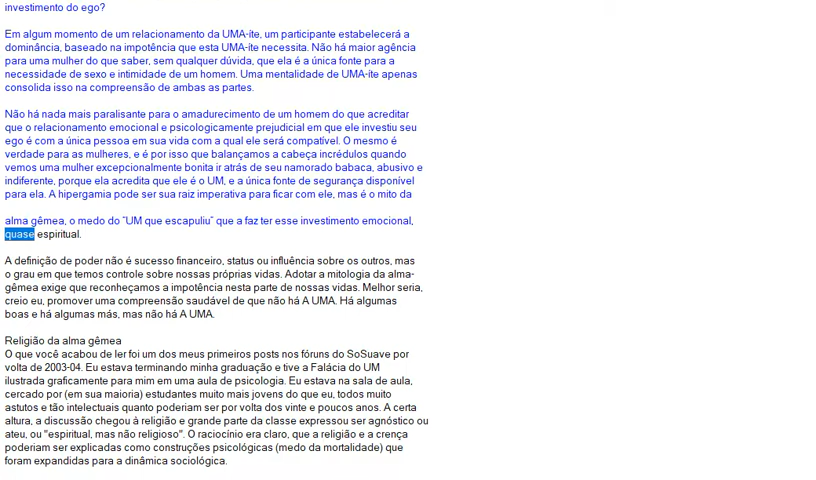 investimento do ego?
Em algum momento de um relacionamento da UMA-íte, um participante estabelecerá a
dominância, baseado na impotência que esta UMA-íte necessita. Não há maior agência
para uma mulher do que saber, sem qualquer dúvida, que ela é a única fonte para a
necessidade de sexo e intimidade de um homem. Uma mentalidade de UMA-íte apenas
consolida isso na compreensão de ambas as partes.
Não há nada mais paralisante para o amadurecimento de um homem do que acreditar
que o relacionamento emocional e psicologicamente prejudicial em que ele investiu seu
ego é com a única pessoa em sua vida com a qual ele será compatível. O mesmo é
verdade para as mulheres, e é por isso que balançamos a cabeça incrédulos quando
vemos uma mulher excepcionalmente bonita ir atrás de seu namorado babaca, abusivo e
indiferente, porque ela acredita que ele é o UM, e a única fonte de segurança disponível
para ela. A hipergamia pode ser sua raiz imperativa para ficar com ele, mas é o mito da
alma gêmea, o medo do "UM que escapuliu" que a faz ter esse investimento emocional,
quase espiritual.
A definição de poder não é sucesso financeiro, status ou influência sobre os outros, mas
o grau em que temos controle sobre nossas próprias vidas. Adotar a mitologia da alma-
gêmea exige que reconheçamos a impotência nesta parte de nossas vidas. Melhor seria,
creio eu, promover uma compreensão saudável de que não há A UMA. Há algumas
boas e há algumas más, mas não há A UMA.
Religião da alma gêmea
O que você acabou de ler foi um dos meus primeiros posts nos fóruns do SoSuave por
volta de 2003-04. Eu estava terminando minha graduação e tive a Falácia do UM
ilustrada graficamente para mim em uma aula de psicologia. Eu estava na sala de aula,
cercado por (em sua maioria) estudantes muito mais jovens do que eu, todos muito
astutos e tão intelectuais quanto poderiam ser por volta dos vinte e poucos anos. A certa
altura, a discussão chegou à religião e grande parte da classe expressou ser agnóstico ou
ateu, ou "espiritual, mas não religioso". O raciocínio era claro, que a religião e a crença
poderiam ser explicadas como construções psicológicas (medo da mortalidade) que
foram expandidas para a dinâmica sociológica.